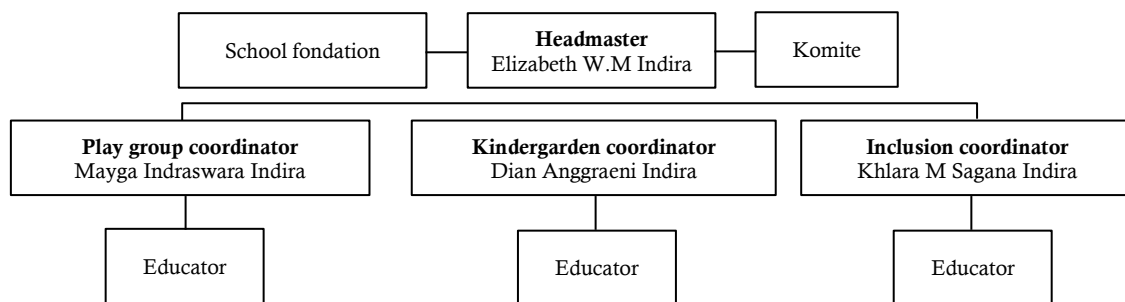 School fondation
Headmaster
Elizabeth W.M Indira
Komite
Play group coordinator
Mayga Indraswara Indira
Kindergarden coordinator
Dian Anggraeni Indira
Inclusion coordinator
Khlara M Sagana Indira
Educator
Educator
Educator